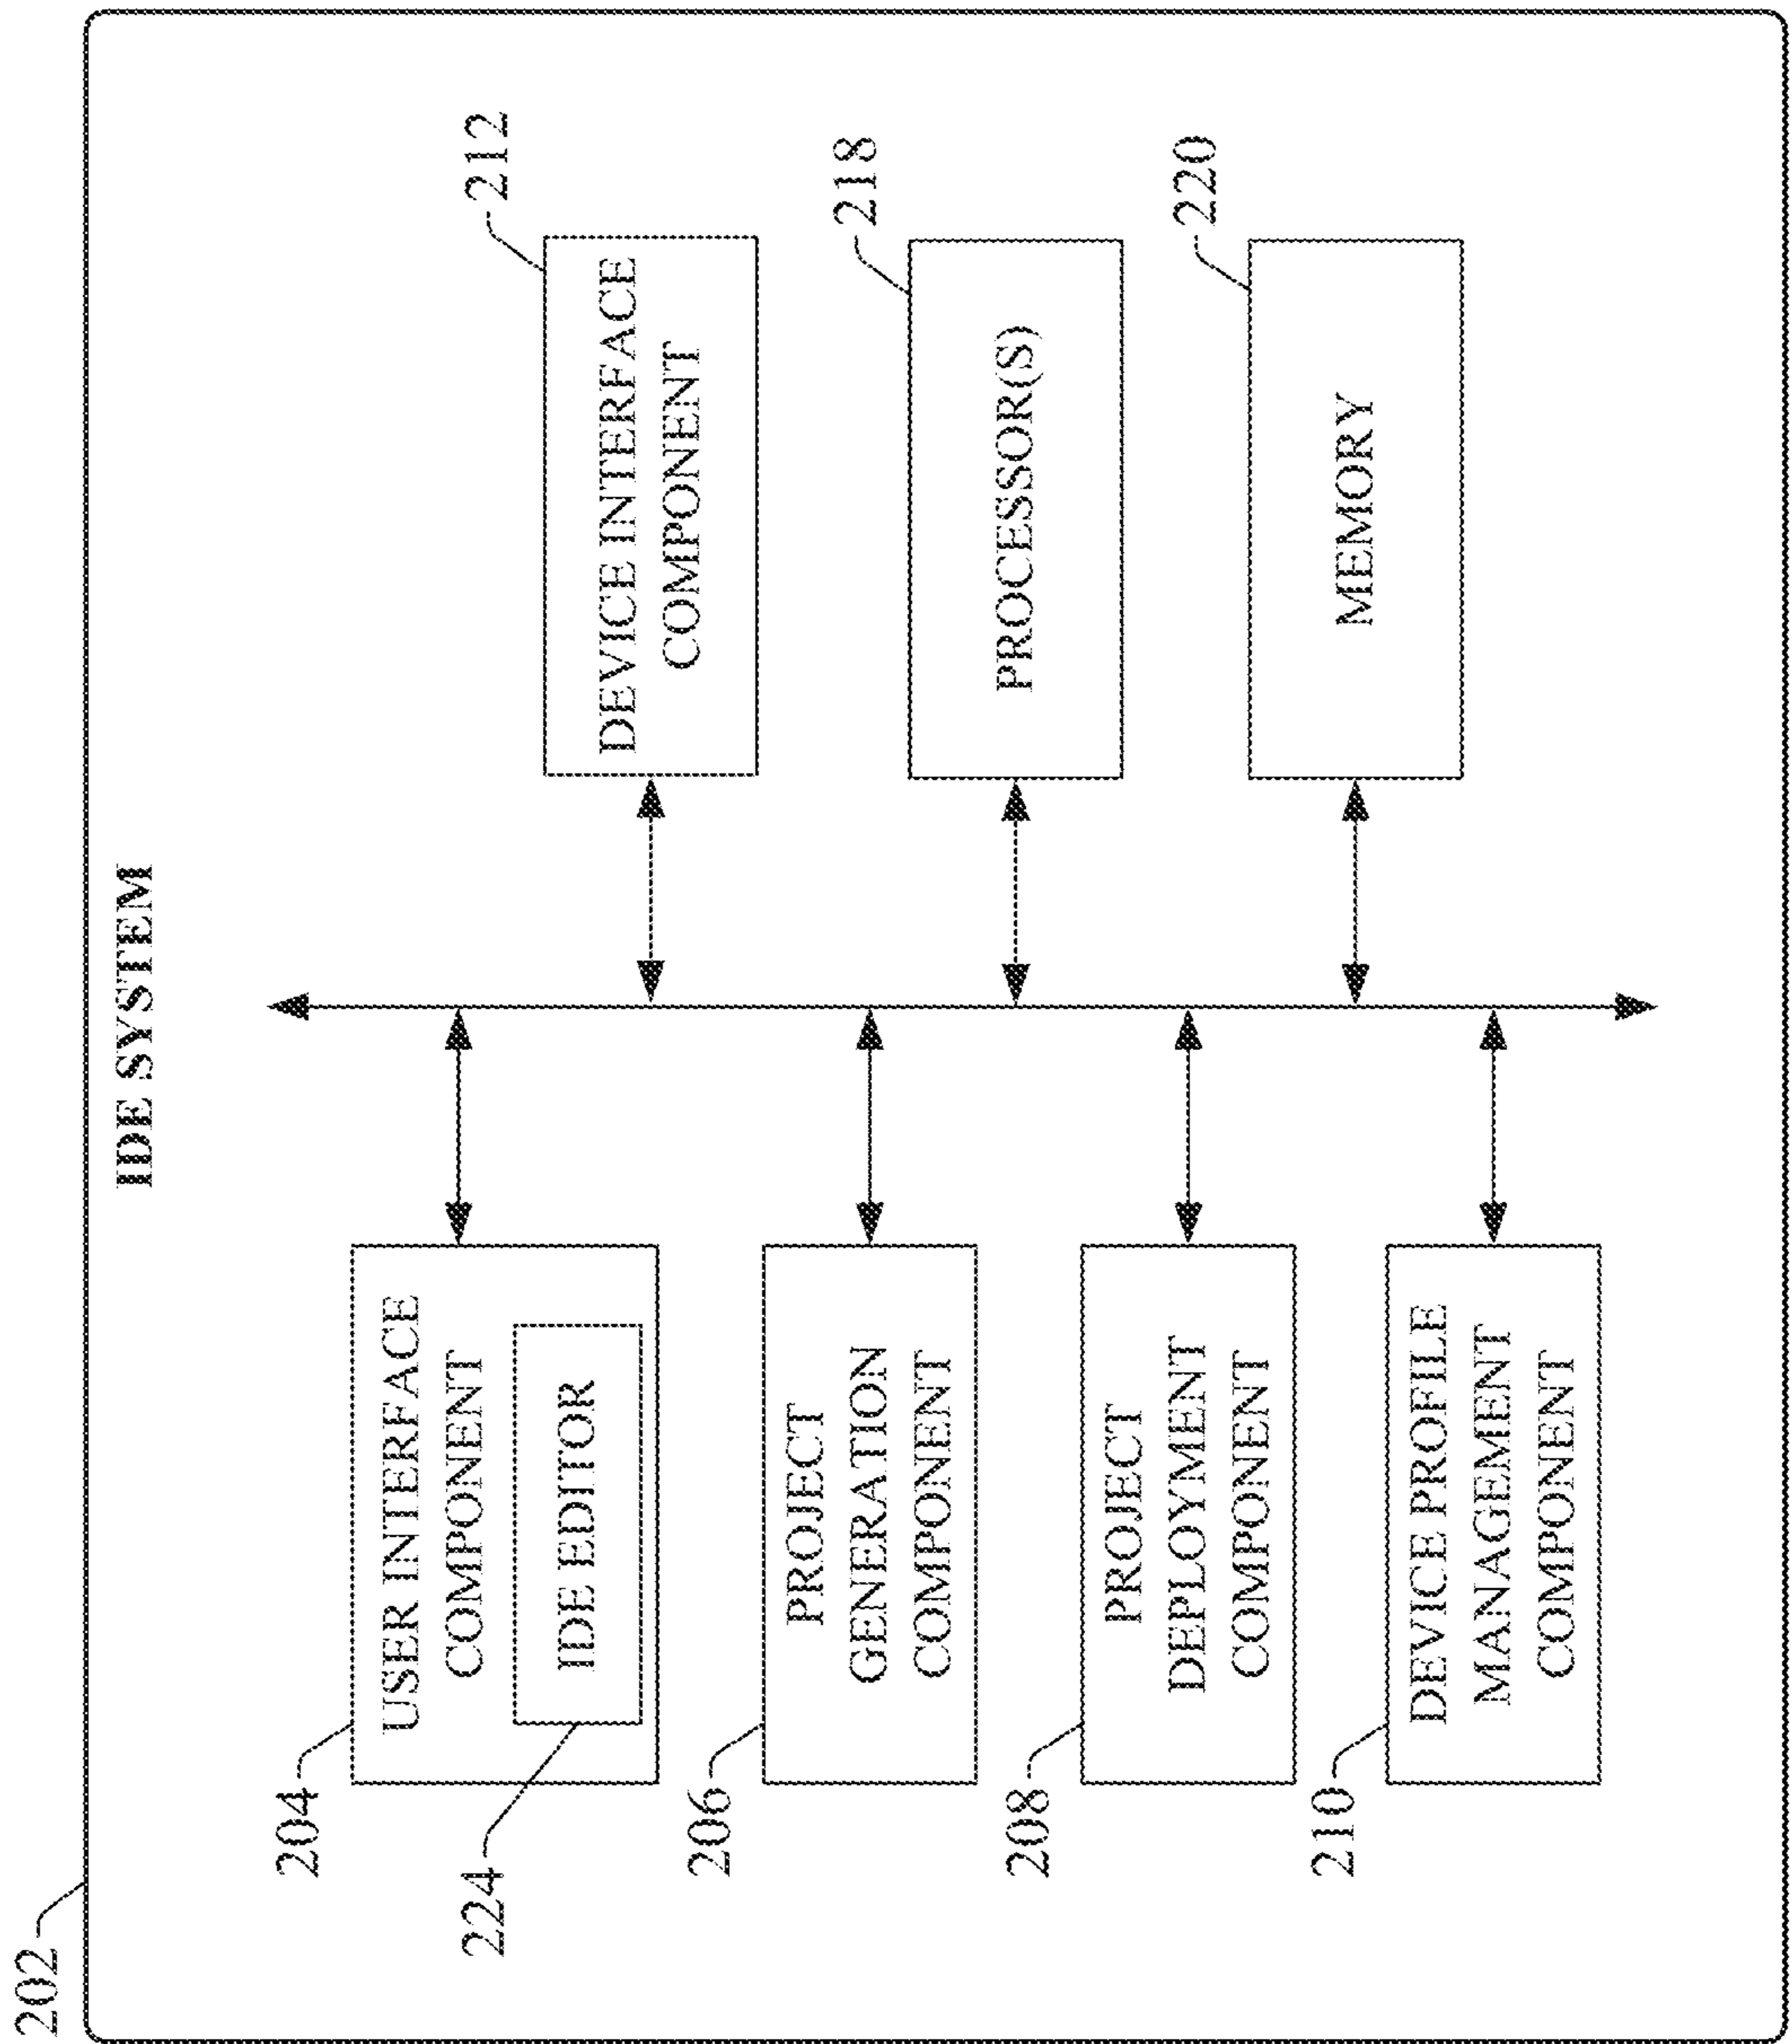 202
IDE SYSTEM
204
USER INTERFACE
COMPONENT
224
IDE EDITOR
206
PROJECT
GENERATION
COMPONENT
208
PROJECT
DEPLOYMENT
COMPONENT
210
DEVICE PROFILE
MANAGEMENT
COMPONENT
212
DEVICE INTERFACE
COMPONENT
218
PROCESSOR(S)
220
MEMORY